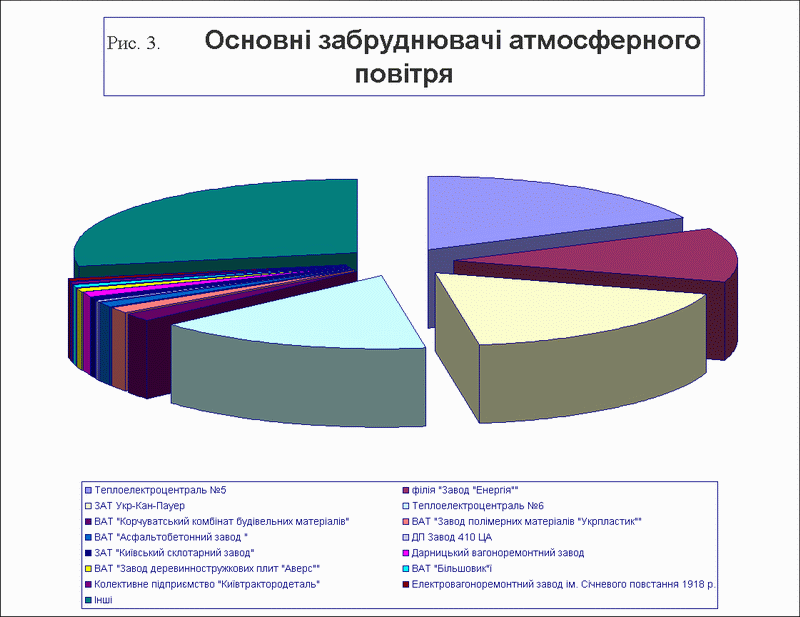 Рис. 3. Основні забруднювачі атмосферного
повітря
Теплоелектроцентраль №5
філія "Завод "Енергія""
ЗАТ Укр-Кан-Пауер
Теплоелектроцентраль №6
ВАТ "Корчуватський комбінат будівельних матеріалів"
ВАТ "Завод полімерних матеріалів "Укрпластик""
ВАТ "Асфальтобетонний завод "
ДП Завод 410 ЦА
ЗАТ "Київський склотарний завод"
Дарницький вагоноремонтний завод
ВАТ "Завод деревинностружкових плит "Аверс""
ВАТ "Більшовик"ї
Колективне підприємство "Київтрактородеталь"
Електровагоноремонтний завод ім. Січневого повстання 1918 р.
Інші